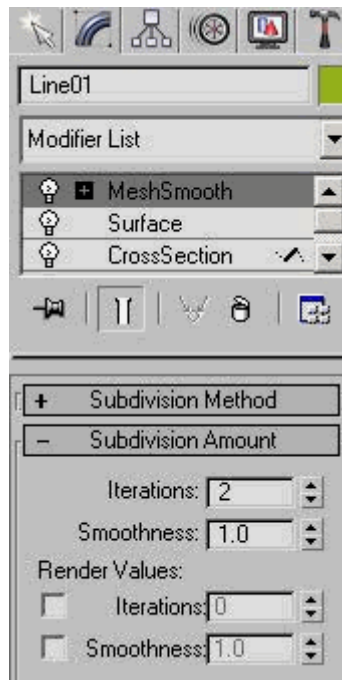 Line01
Modifier List
MeshSmooth
Surface
CrossSection
+ Subdivision Method
- Subdivision Amount
Iterations: 2
Smoothness: 1.0
Render Values:
Iterations: 0
Smoothness: 1.0